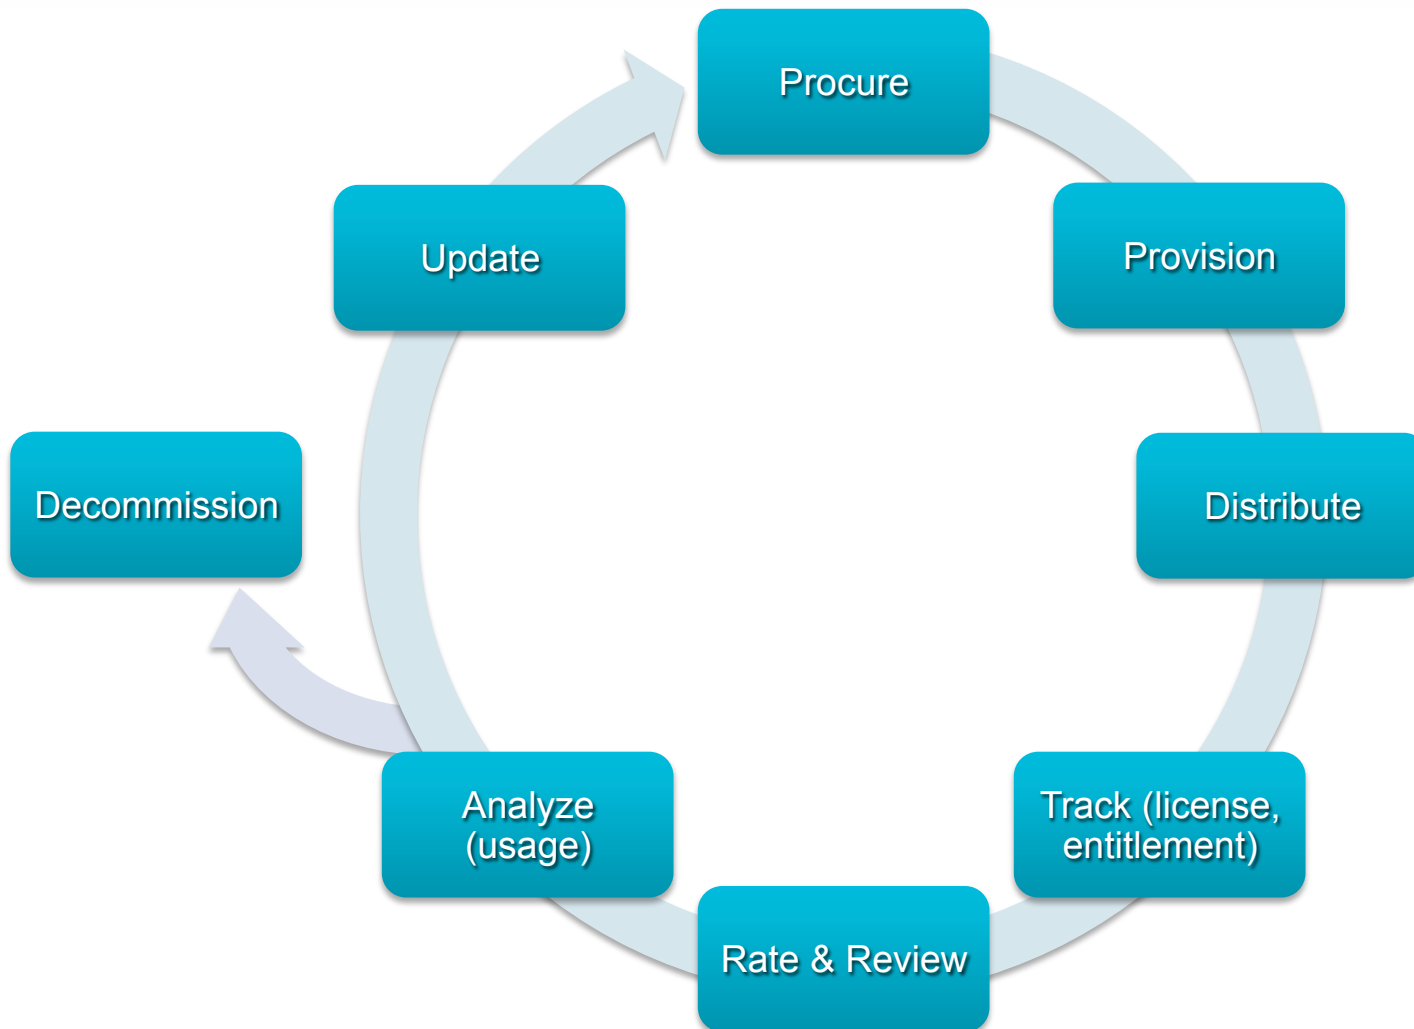 Procure
Provision
Distribute
Track (license,
entitlement)
Rate & Review
Analyze
(usage)
Decommission
Update